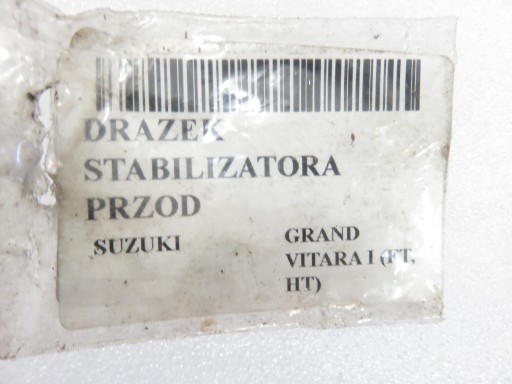 DRAZEK
STABILIZATORA
PRZOD
SUZUKI
GRAND
VITARA I (FT,
HT)